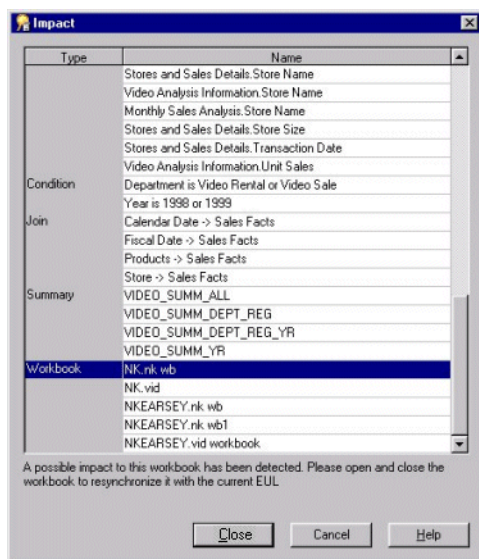 Impact
Type Name
Stores and Sales Details.Store Name
Video Analysis Information.Store Name
Monthly Sales Analysis.Store Name
Stores and Sales Details.Store Size
Stores and Sales Details.Transaction Date
Video Analysis Information.Unit Sales
Condition Department is Video Rental or Video Sale
Year is 1998 or 1999
Join Calendar Date -> Sales Facts
Fiscal Date -> Sales Facts
Products -> Sales Facts
Store -> Sales Facts
Summary VIDEO_SUMM_ALL
VIDEO_SUMM_DEPT_REG
VIDEO_SUMM_DEPT_REG_YR
VIDEO_SUMM_YR
Workbook NK.nk wb
NK.vid
NKEARSEY.nk wb
NKEARSEY.nk wb1
NKEARSEY.vid workbook
A possible impact to this workbook has been detected. Please open and close the
workbook to resynchronize it with the current EUL
Close Cancel Help